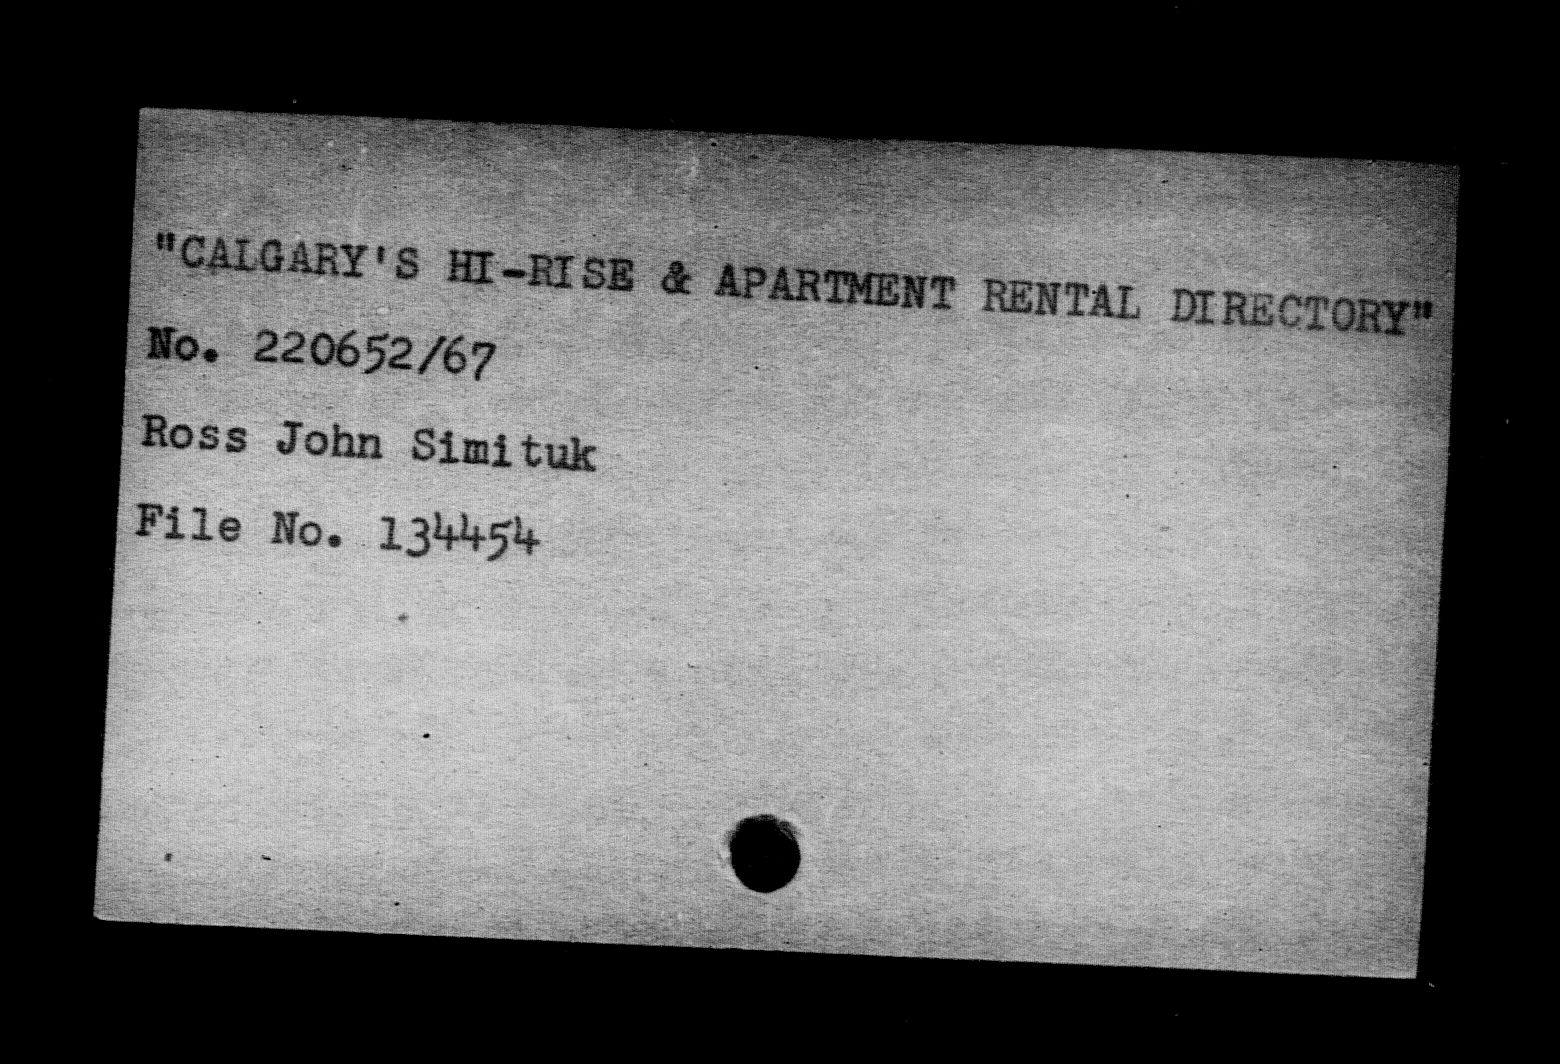 "CALGARY'S HI-RISE & APARTMENT RENTAL DIRECTORY"
No. 220652/67
Ross John Simituk
File No. 134454